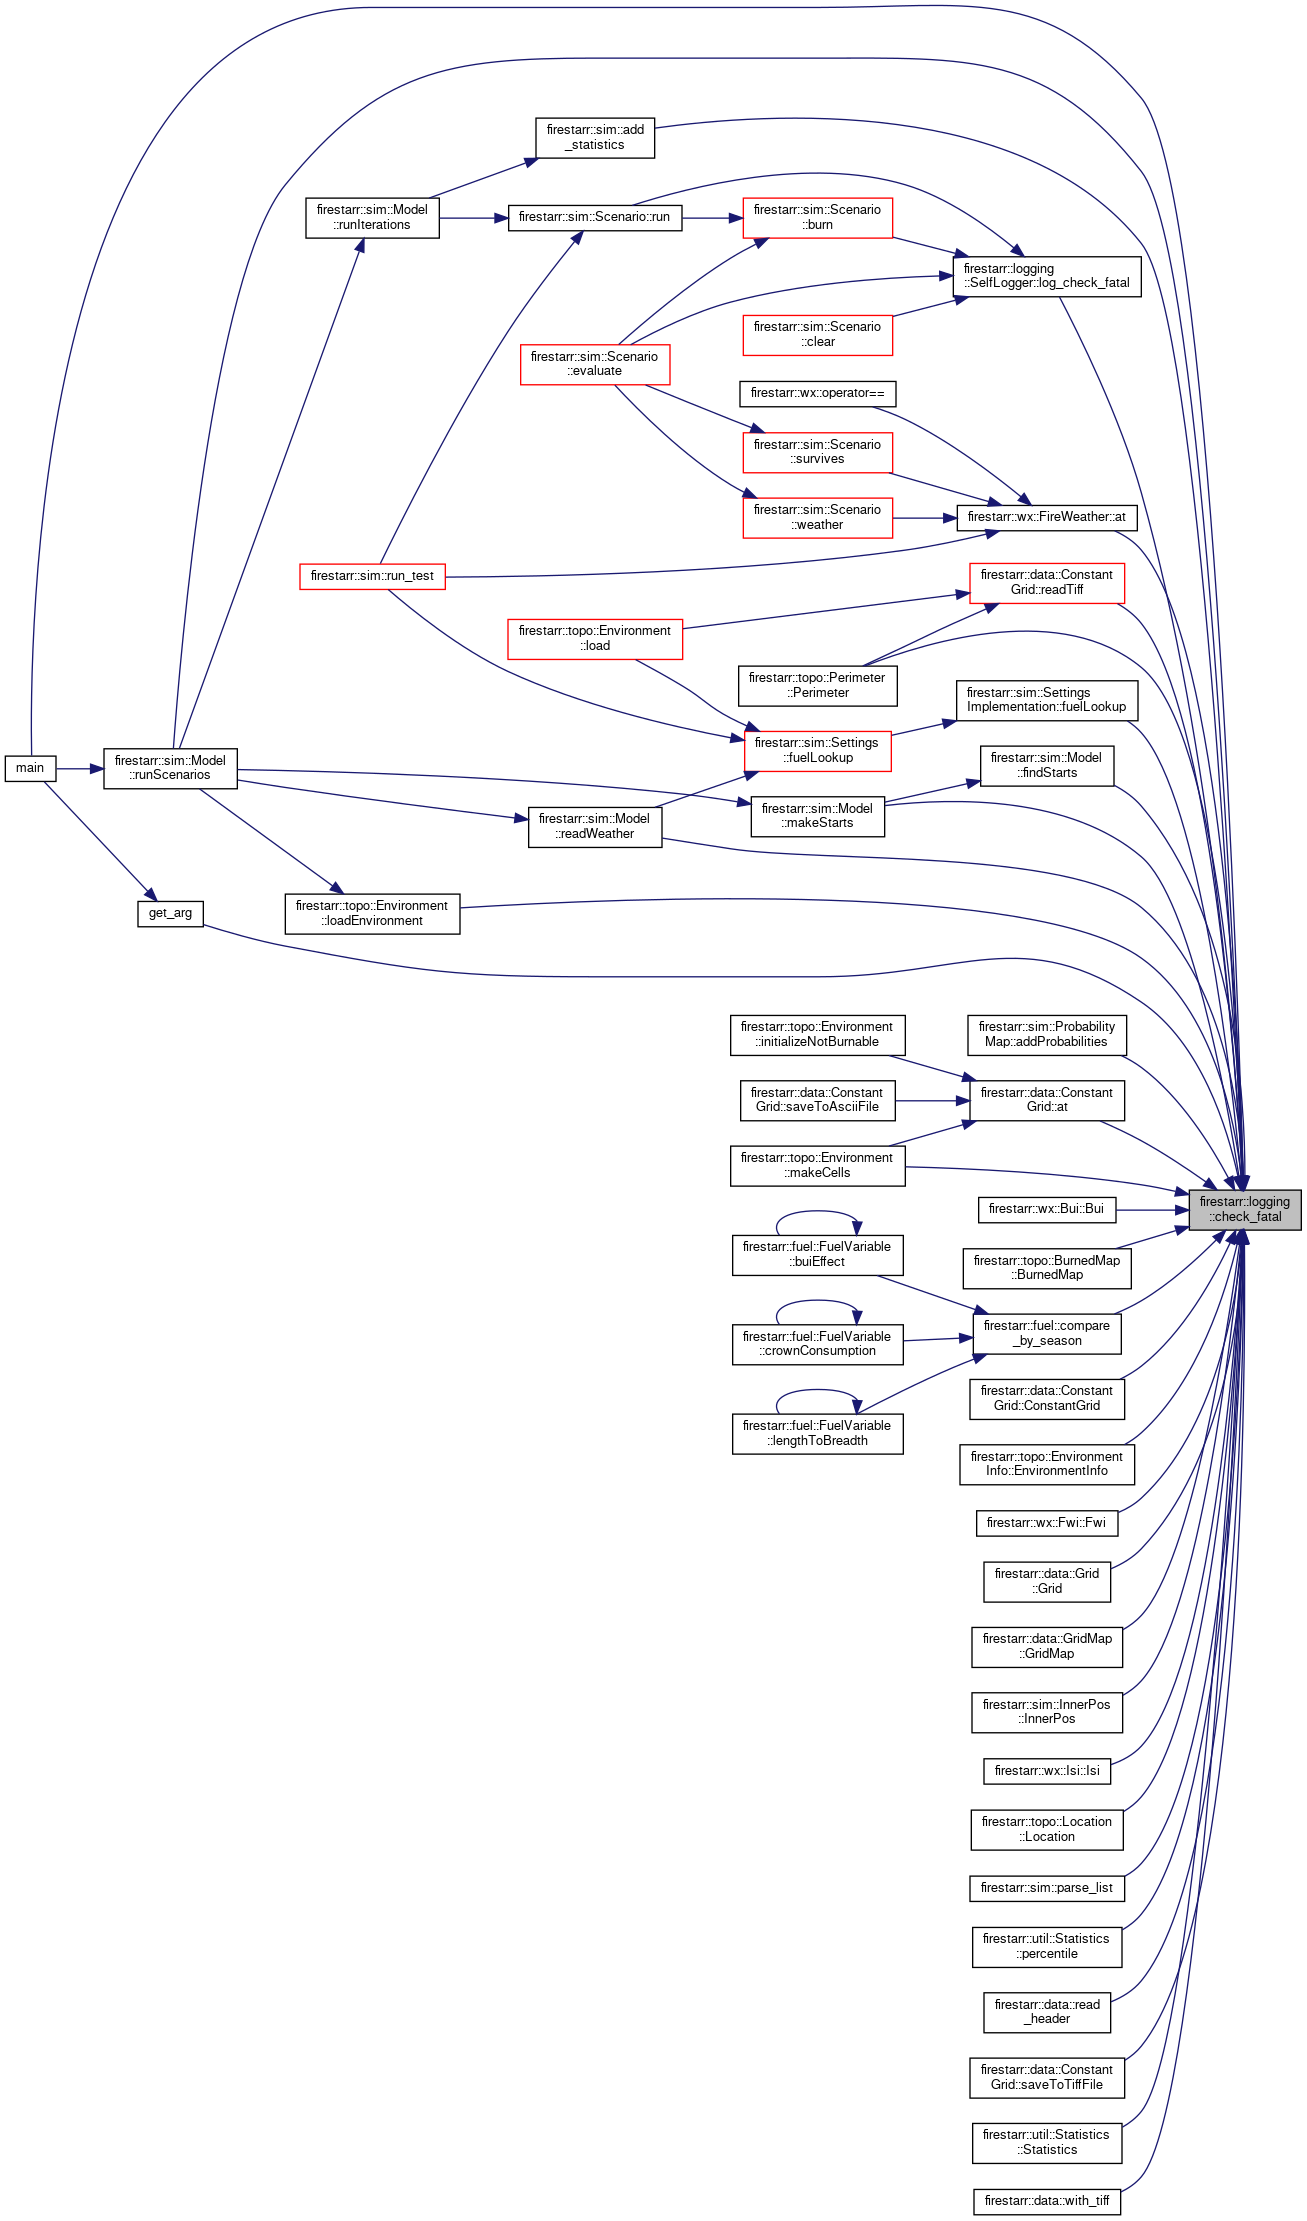 firestarr::sim::add
_statistics
firestarr::sim::Model
::runIterations
firestarr::sim::Scenario::run
firestarr::sim::Scenario
::burn
firestarr::logging
::SelfLogger::log_check_fatal
firestarr::sim::Scenario
::clear
firestarr::sim::Scenario
::evaluate
firestarr::wx::operator==
firestarr::sim::Scenario
::survives
firestarr::sim::Scenario
::weather
firestarr::wx::FireWeather::at
firestarr::sim::run_test
firestarr::data::Constant
Grid::readTiff
firestarr::topo::Environment
::load
firestarr::topo::Perimeter
::Perimeter
firestarr::sim::Settings
Implementation::fuelLookup
firestarr::sim::Settings
::fuelLookup
firestarr::sim::Model
::findStarts
main
firestarr::sim::Model
::runScenarios
firestarr::sim::Model
::readWeather
firestarr::sim::Model
::makeStarts
get_arg
firestarr::topo::Environment
::loadEnvironment
firestarr::topo::Environment
::initializeNotBurnable
firestarr::sim::Probability
Map::addProbabilities
firestarr::data::Constant
Grid::saveToAsciiFile
firestarr::data::Constant
Grid::at
firestarr::topo::Environment
::makeCells
firestarr::wx::Bui::Bui
firestarr::logging
::check_fatal
firestarr::fuel::FuelVariable
::buiEffect
firestarr::topo::BurnedMap
::BurnedMap
firestarr::fuel::FuelVariable
::crownConsumption
firestarr::fuel::compare
_by_season
firestarr::data::Constant
Grid::ConstantGrid
firestarr::fuel::FuelVariable
::lengthToBreadth
firestarr::topo::Environment
Info::EnvironmentInfo
firestarr::wx::Fwi::Fwi
firestarr::data::Grid
::Grid
firestarr::data::GridMap
::GridMap
firestarr::sim::InnerPos
::InnerPos
firestarr::wx::Isi::Isi
firestarr::topo::Location
::Location
firestarr::sim::parse_list
firestarr::util::Statistics
::percentile
firestarr::data::read
_header
firestarr::data::Constant
Grid::saveToTiffFile
firestarr::util::Statistics
::Statistics
firestarr::data::with_tiff